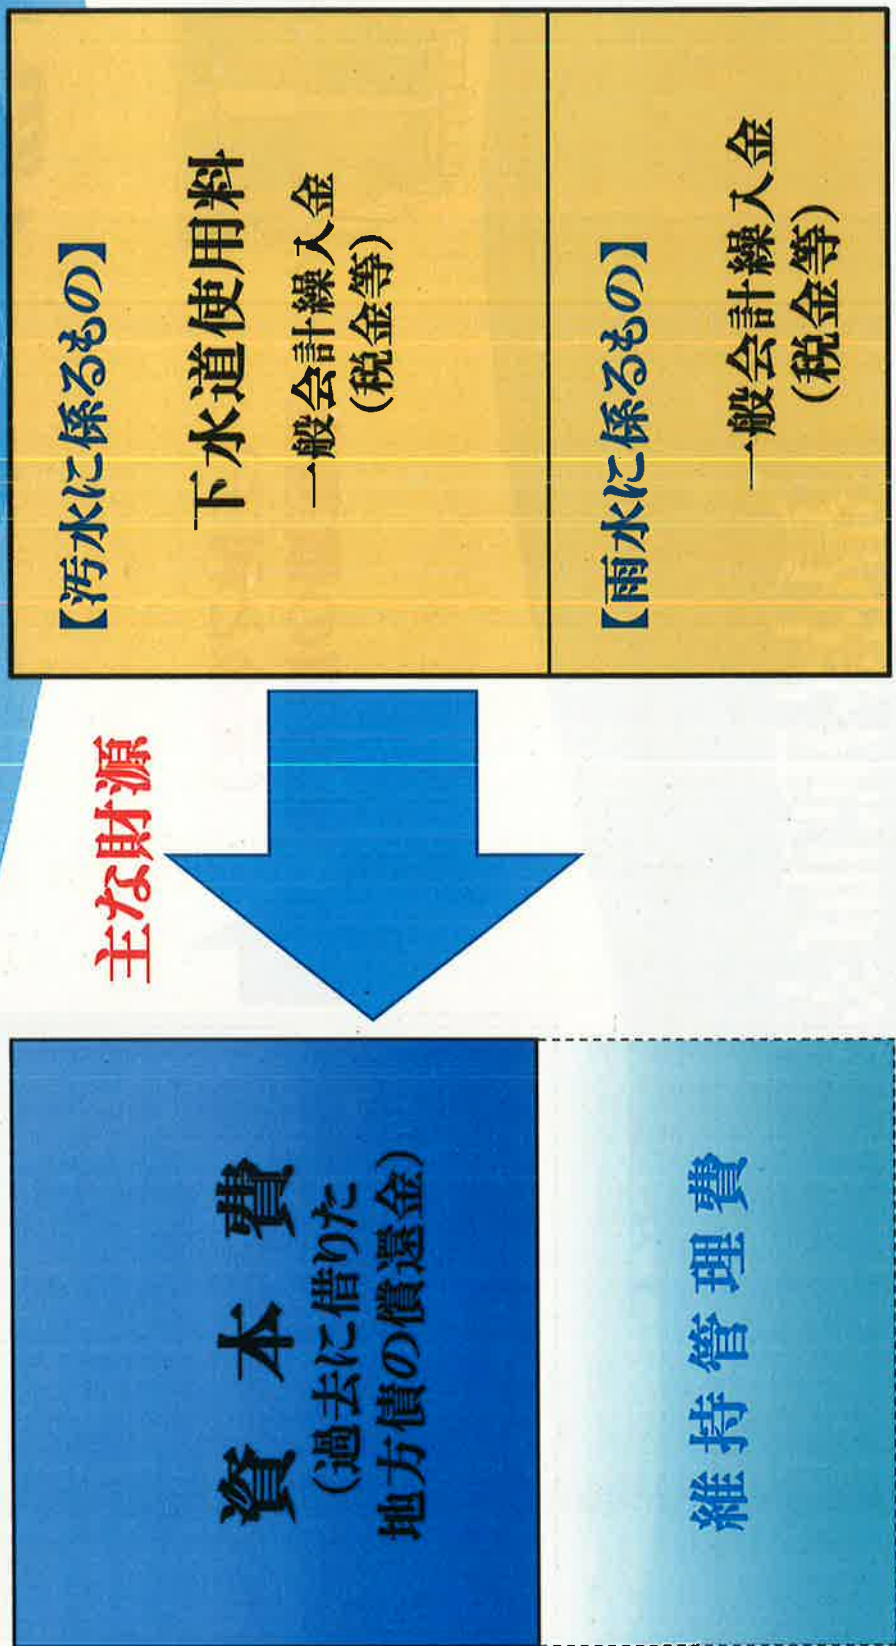 資本費
(過去に借りた
地方債の償還金)
維持管理費
主な財源
【汚水に係るもの】
下水道使用料
一般会計繰入金
(税金等)
【雨水に係るもの】
一般会計繰入金
(税金等)